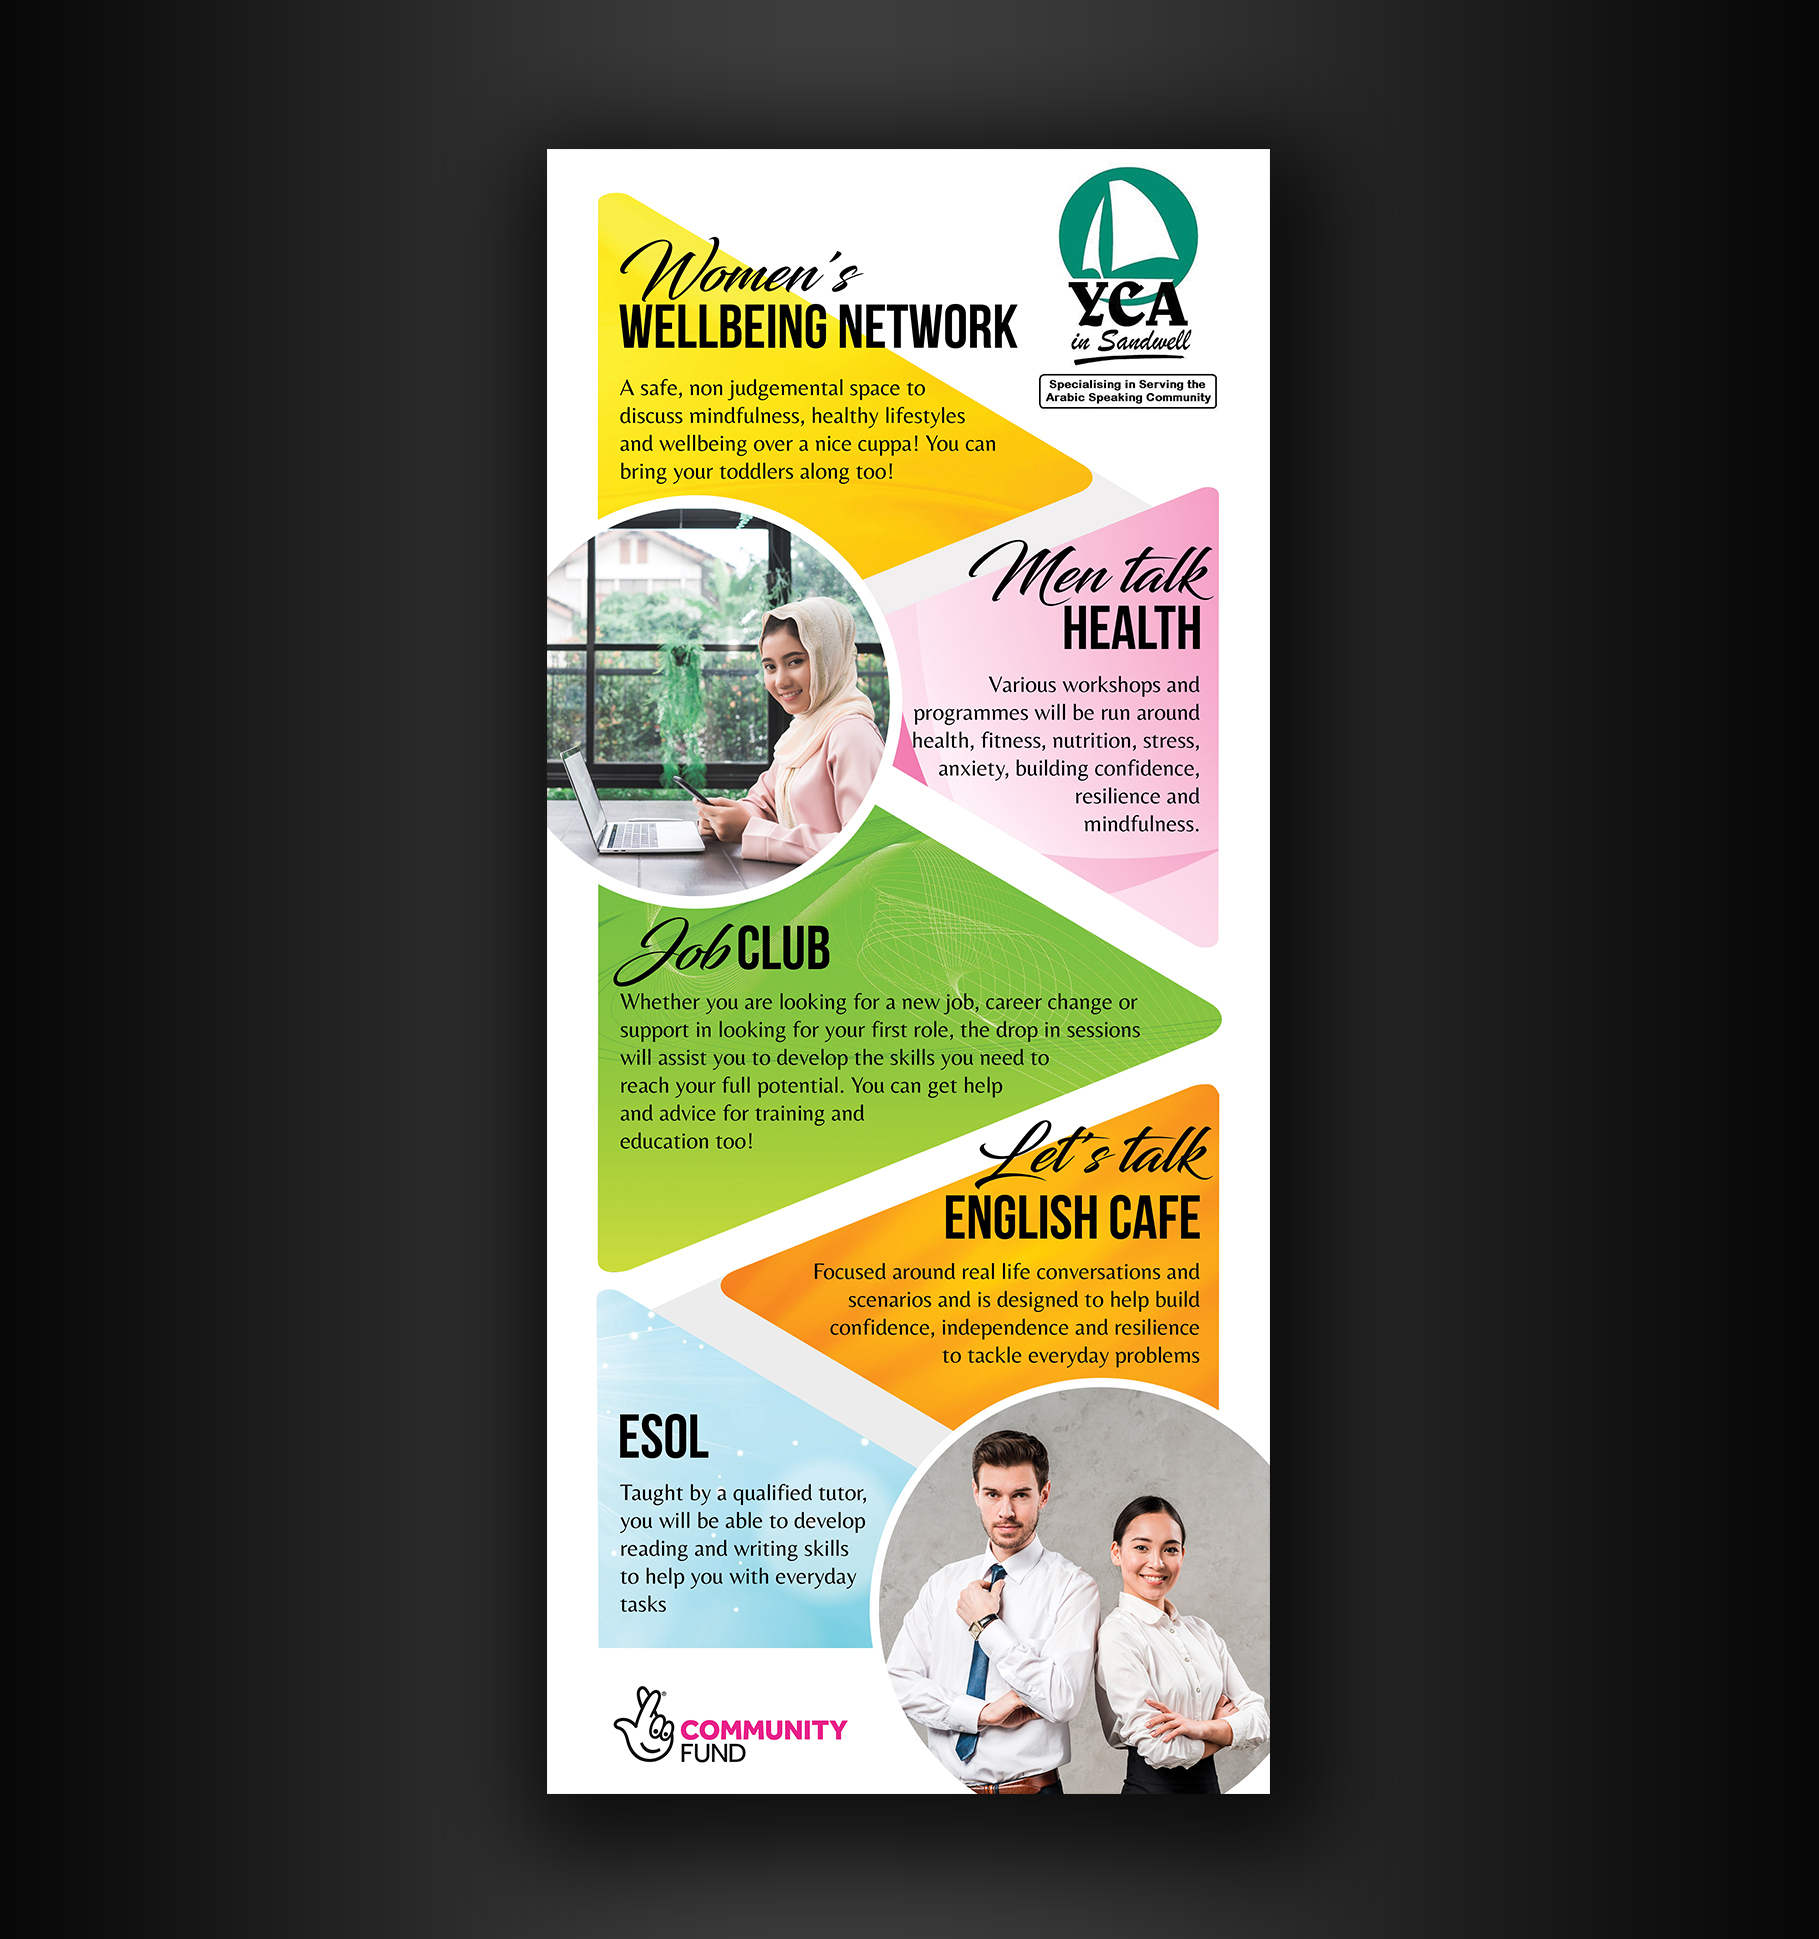 Women's
WELLBEING NETWORK
A safe, non judgemental space to
discuss mindfulness, healthy lifestyles
and wellbeing over a nice cuppa! You can
bring your toddlers along too!
YCA
in Sandwell
Specialising in Serving the
Arabic Speaking Community
Men talk
HEALTH
Various workshops and
programmes will be run around
health, fitness, nutrition, stress,
anxiety, building confidence,
resilience and
mindfulness.
Job CLUB
Whether you are looking for a new job, career change or
support in looking for your first role, the drop in sessions
will assist you to develop the skills you need to
reach your full potential. You can get help
and advice for training and
education too!
Let's talk
ENGLISH CAFE
Focused around real life conversations and
scenarios and is designed to help build
confidence, independence and resilience
to tackle everyday problems
ESOL
Taught by a qualified tutor,
you will be able to develop
reading and writing skills
to help you with everyday
tasks
COMMUNITY
FUND